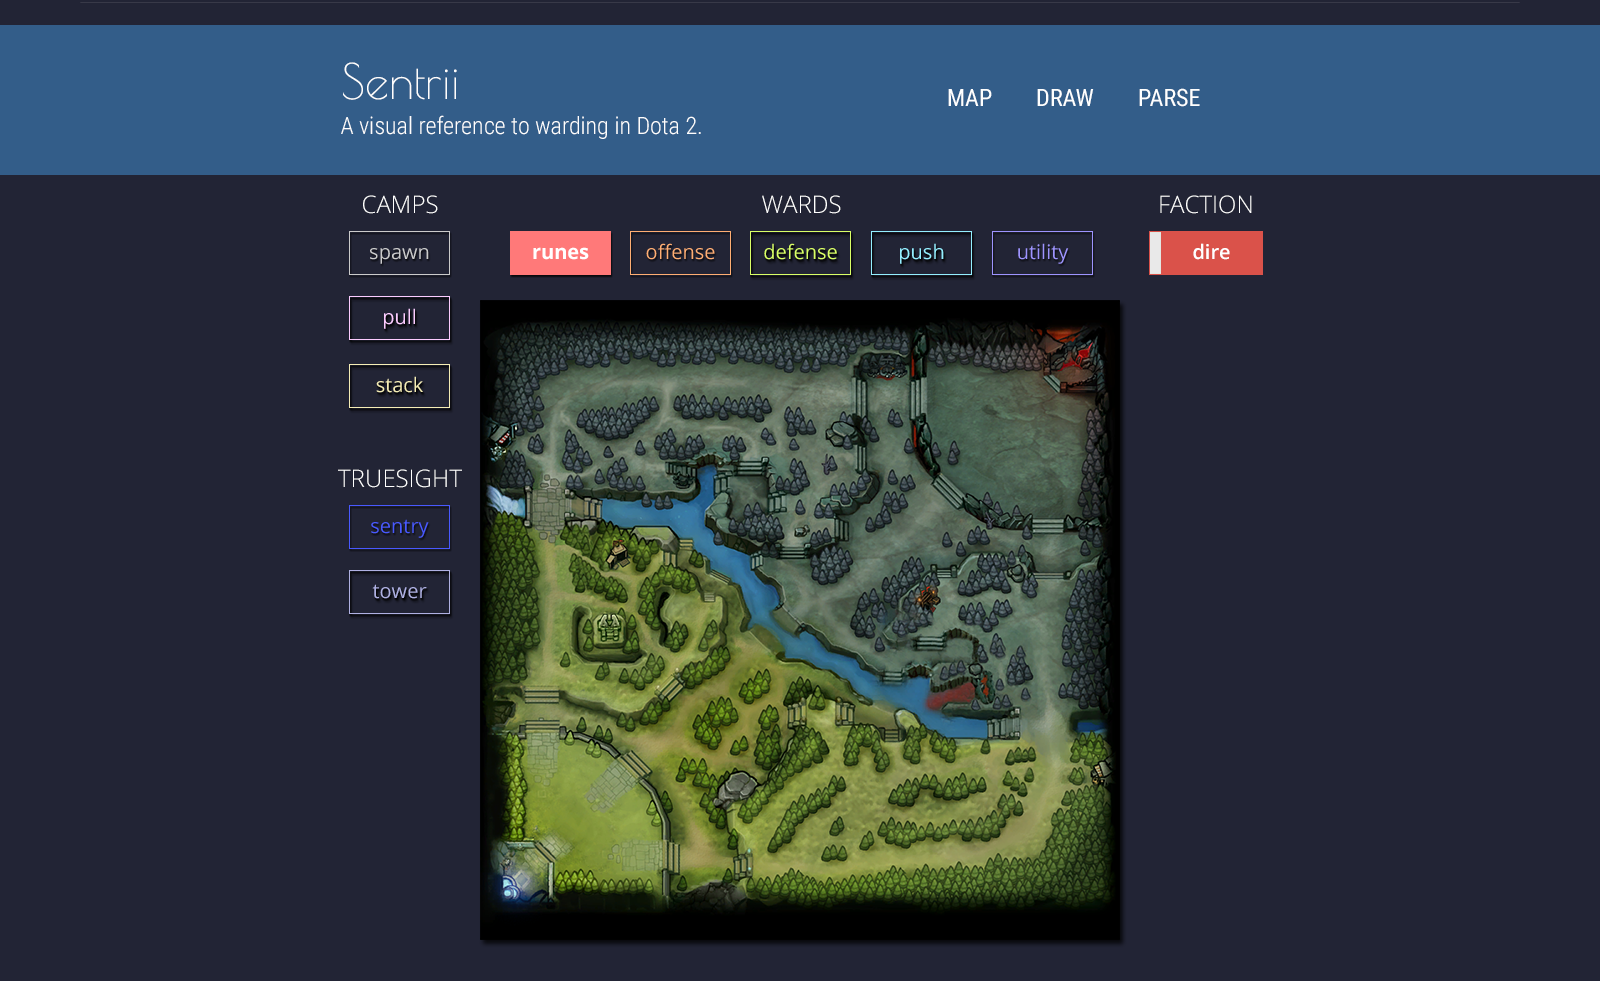 Sentrii
A visual reference to warding in Dota 2.
MAP DRAW PARSE
CAMPS
spawn
pull
stack
TRUESIGHT
sentry
tower
WARDS
runes offense defense push utility
FACTION
dire